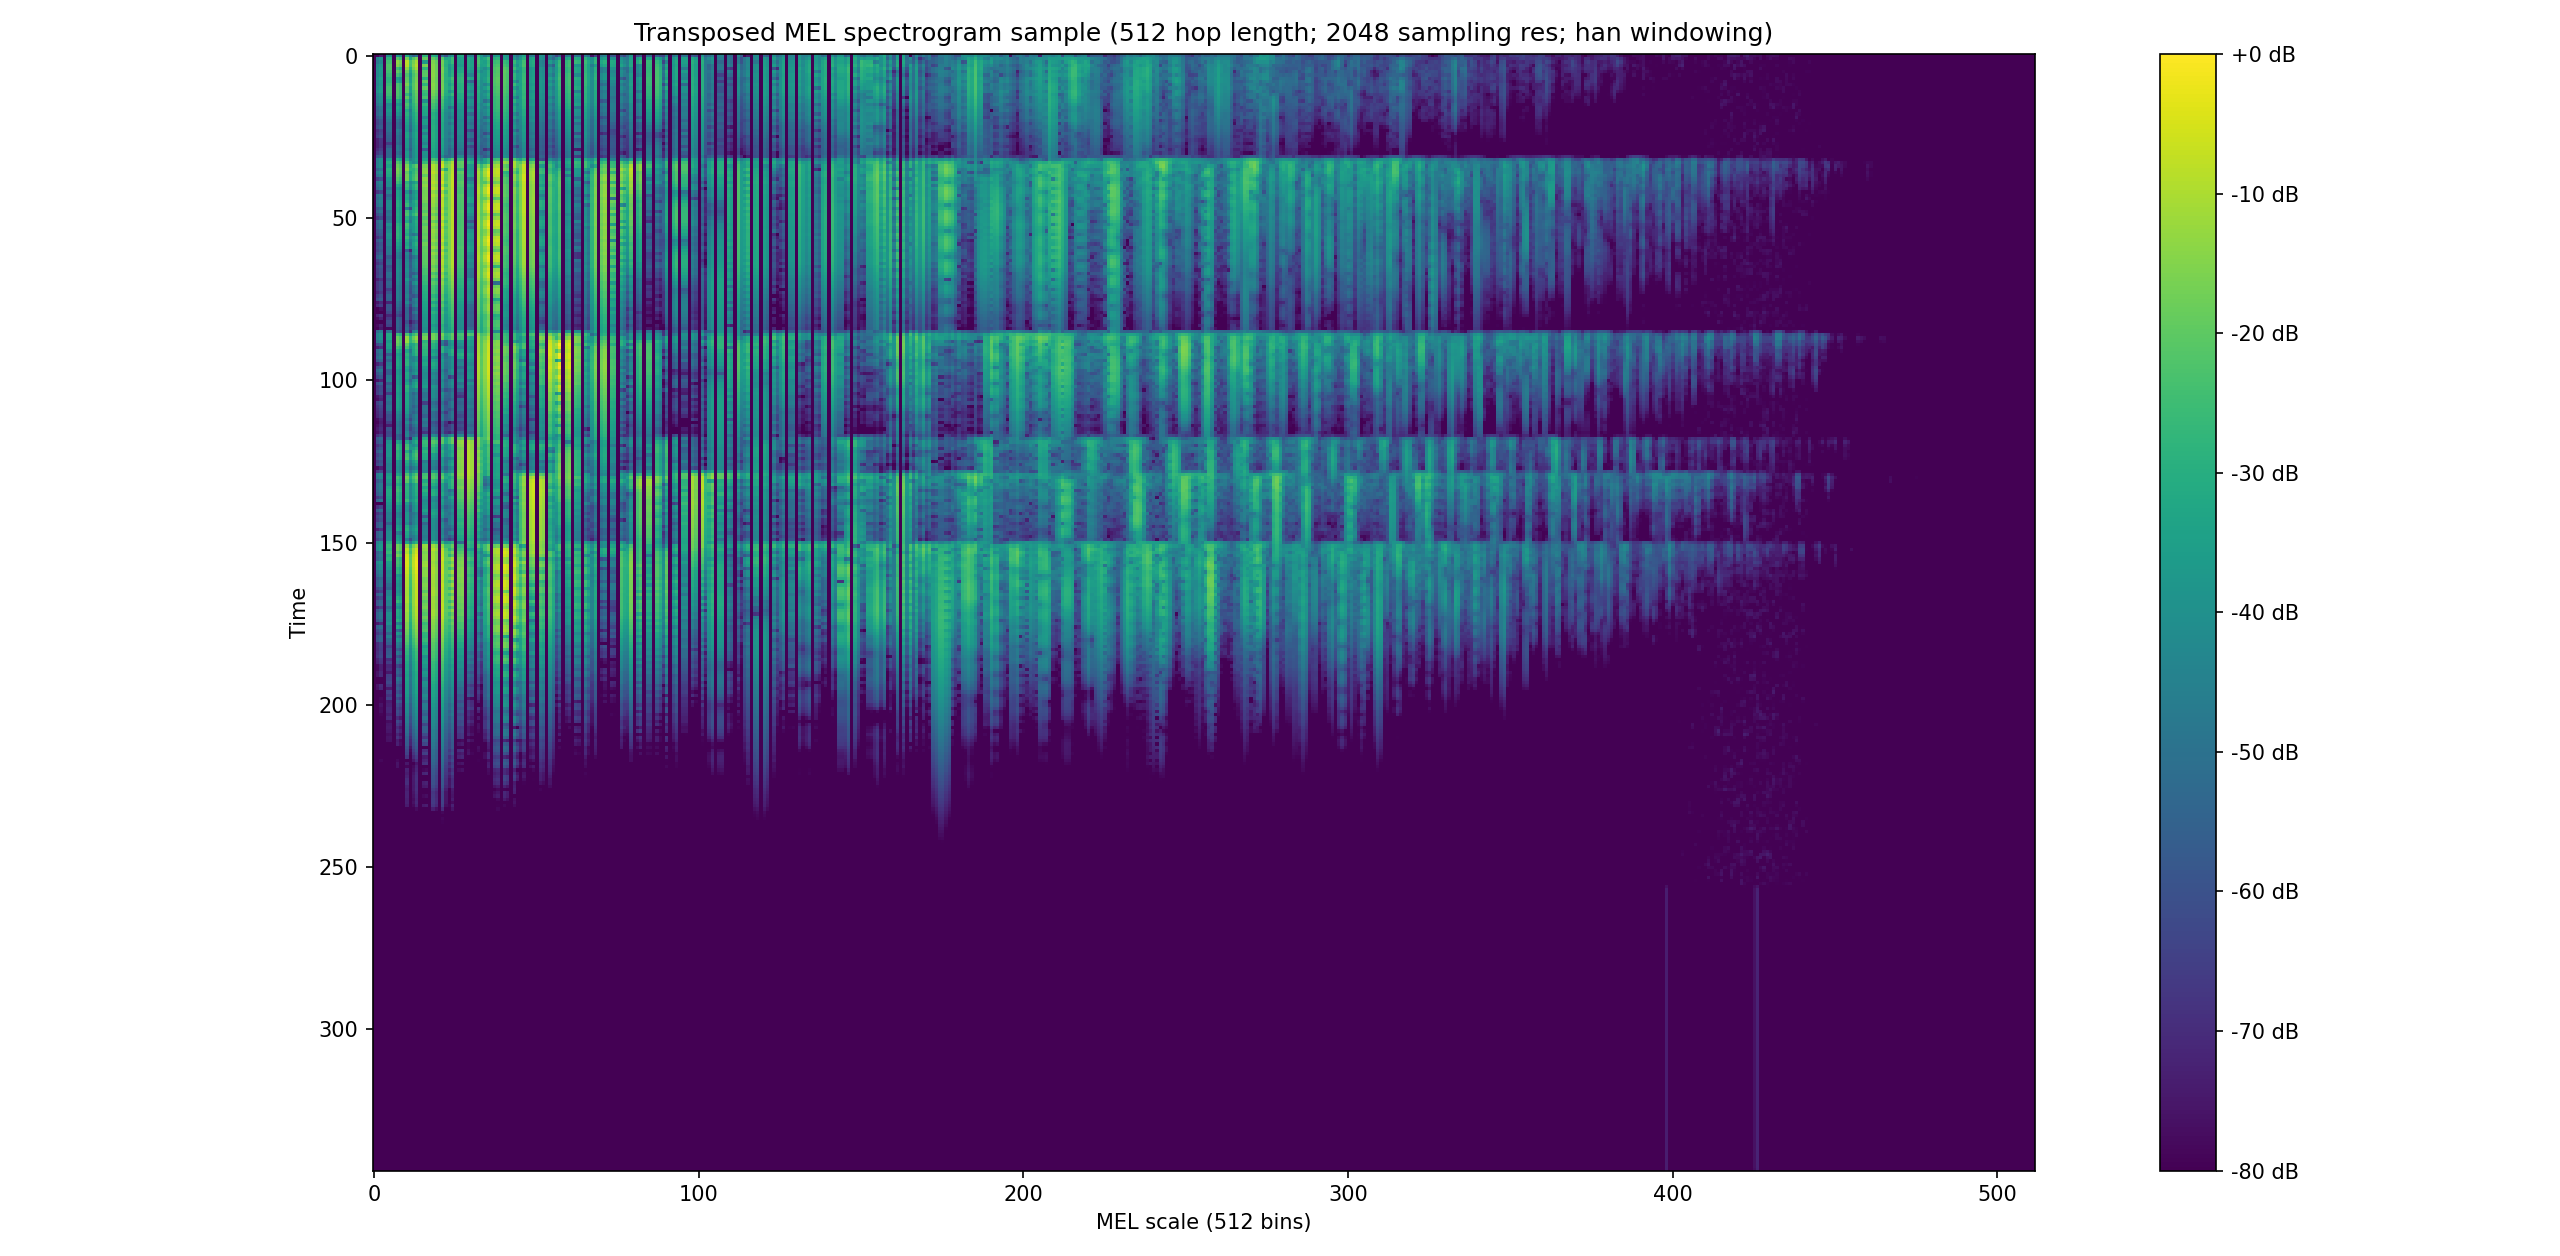 Transposed MEL spectrogram sample (512 hop length; 2048 sampling res; han windowing)
0
50
100
150
200
250
300
Time
0 100 200 300 400 500
MEL scale (512 bins)
+0 dB
-10 dB
-20 dB
-30 dB
-40 dB
-50 dB
-60 dB
-70 dB
-80 dB